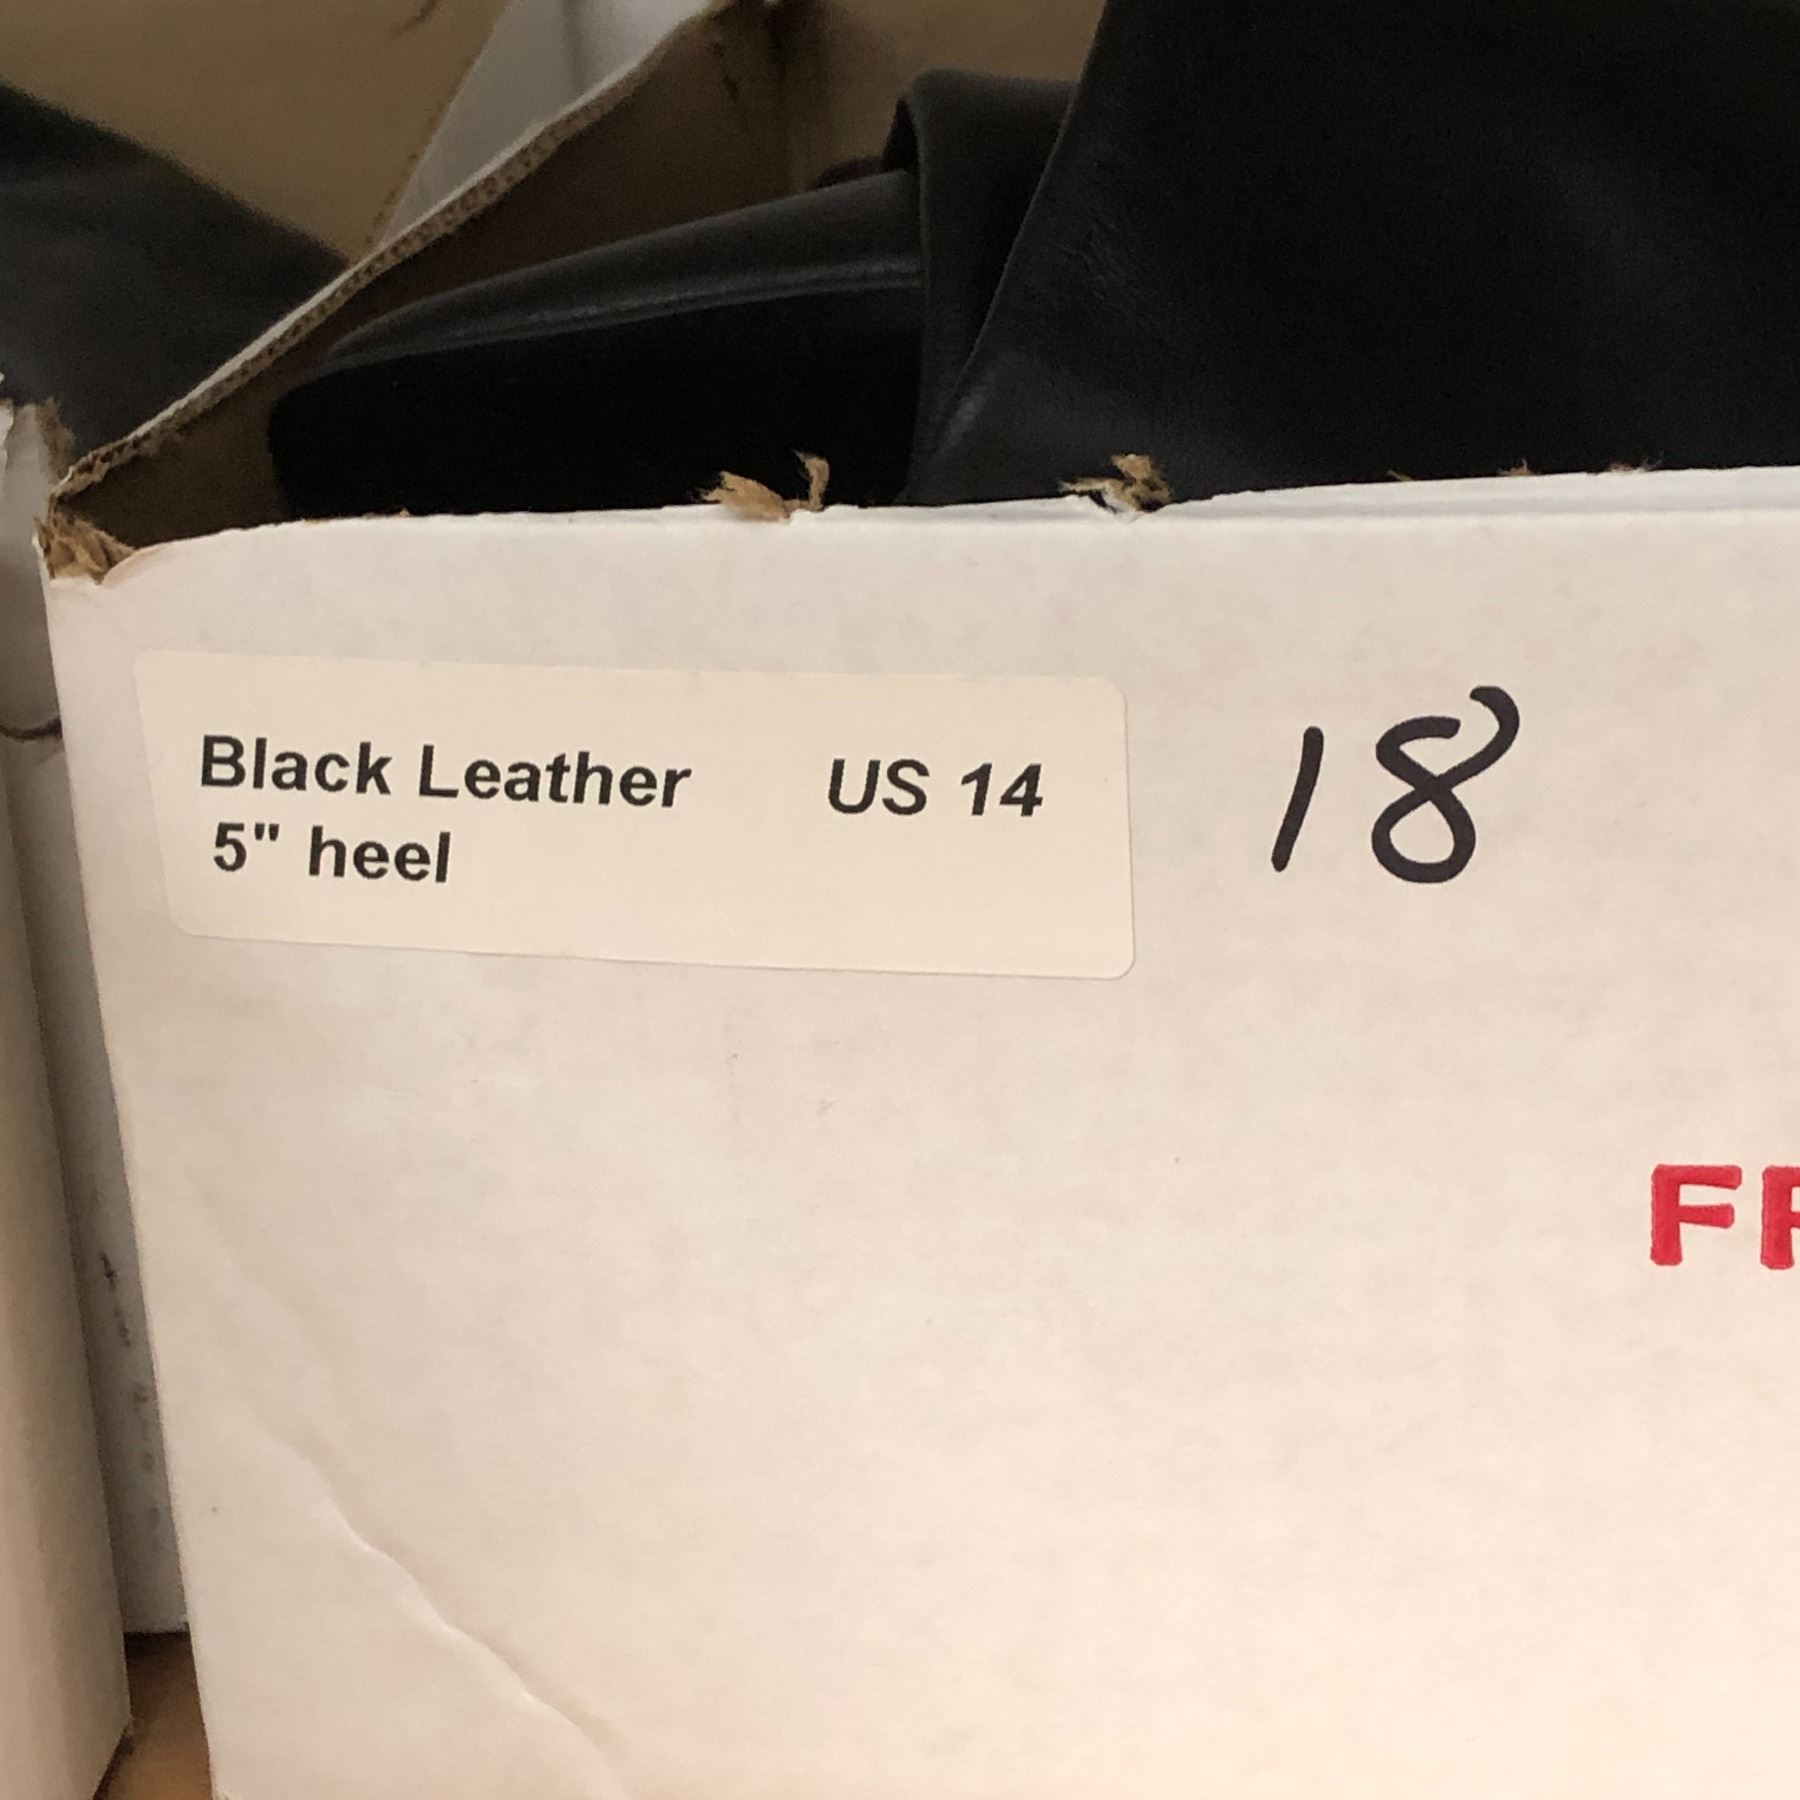 Black Leather US 14 18
5" heel